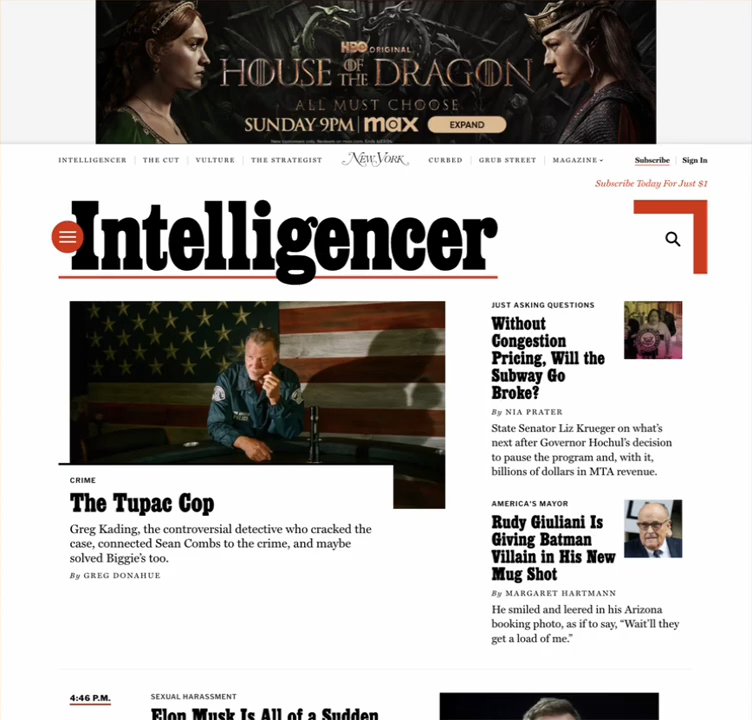 HBO ORIGINAL
HOUSE OF THE DRAGON
ALL MUST CHOOSE
SUNDAY 9PM | max EXPAND
INTELLIGENCER THE CUT VULTURE THE STRATEGIST NEW YORK CURBED GRUB STREET MAGAZINE Subscribe Sign In
Subscribe Today For Just $1
Intelligencer
CRIME
The Tupac Cop
Greg Kading, the controversial detective who cracked the
case, connected Sean Combs to the crime, and maybe
solved Biggie's too.
By GREG DONAHUE
JUST ASKING QUESTIONS
Without
Congestion
Pricing, Will the
Subway Go
Broke?
By NIA PRATER
State Senator Liz Krueger on what's
next after Governor Hochul's decision
to pause the program and, with it,
billions of dollars in MTA revenue.
AMERICA'S MAYOR
Rudy Giuliani Is
Giving Batman
Villain in His New
Mug Shot
By MARGARET HARTMANN
He smiled and leered in his Arizona
booking photo, as if to say, “Wait'll they
get a load of me.”
4:46 P.M.
SEXUAL HARASSMENT
Elon Musk Is All of a Sudden